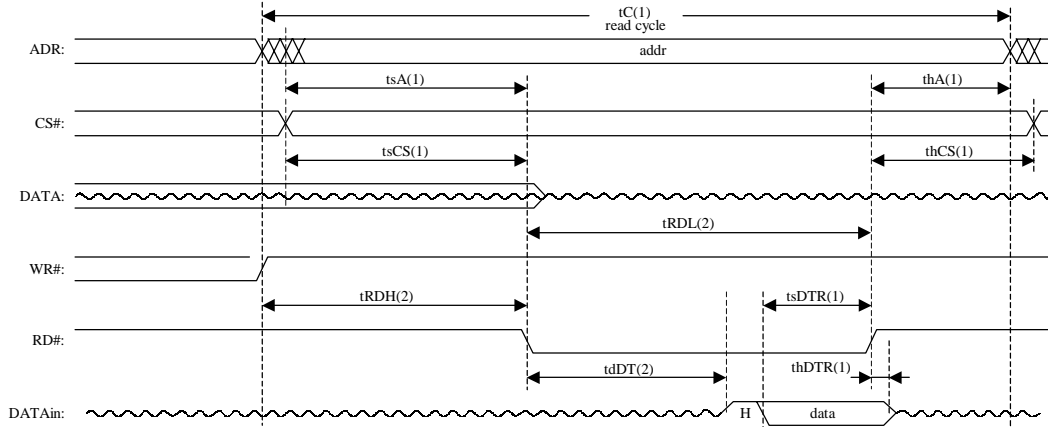 tC(1)
read cycle
ADR: addr
tsA(1) thA(1)
CS#:
tsCS(1) thCS(1)
DATA:
tRDL(2)
WR#:
tRDH(2) tsDTR(1)
RD#:
tdDT(2) thDTR(1)
DATAin: H data